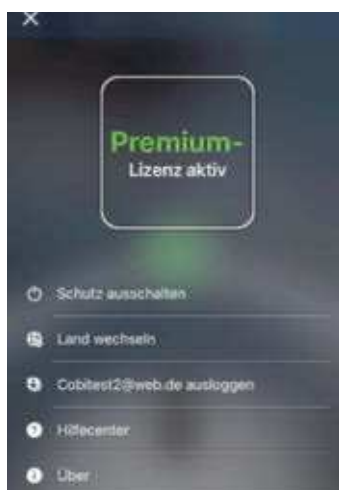 Premium-
Lizenz aktiv
Schutz ausschalten
Land wechseln
Cobitest2@web.de ausloggen
Hilfecenter
Über